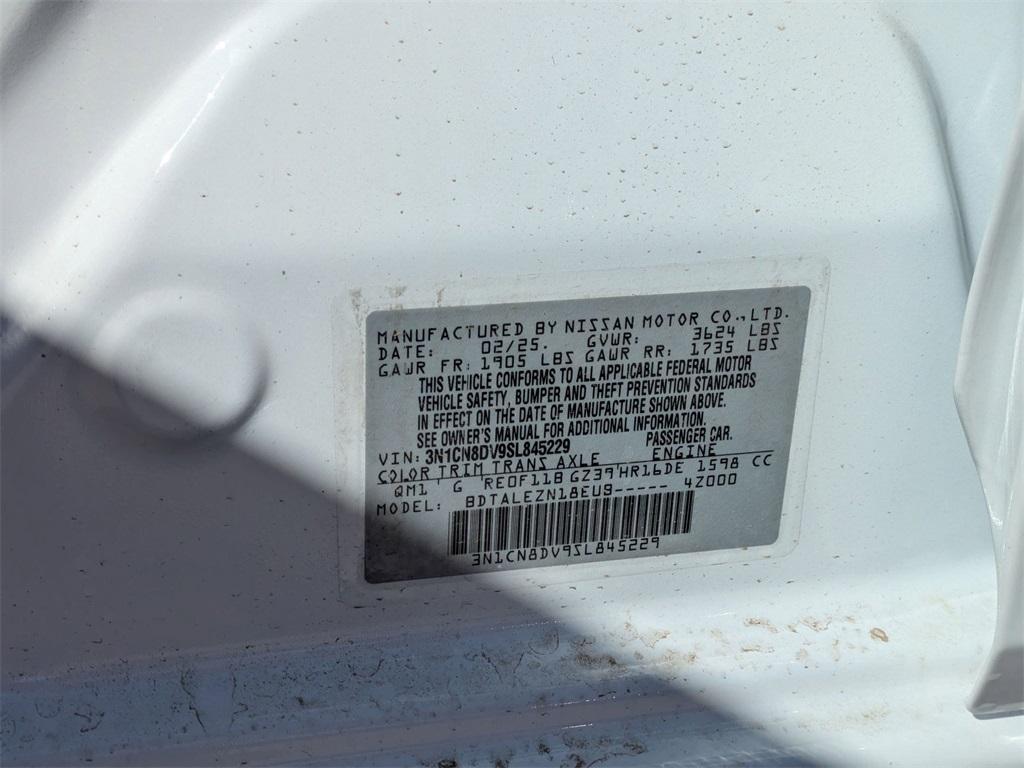 MANUFACTURED BY NISSAN MOTOR CO.,LTD.
DATE: 02/25. GVWR: 3624 LBS
GAWR FR: 1905 LBS GAWR RR: 1735 LBS
THIS VEHICLE CONFORMS TO ALL APPLICABLE FEDERAL MOTOR
VEHICLE SAFETY, BUMPER AND THEFT PREVENTION STANDARDS
IN EFFECT ON THE DATE OF MANUFACTURE SHOWN ABOVE.
SEE OWNER'S MANUAL FOR ADDITIONAL INFORMATION.
VIN: 3N1CN8DV9SL845229 PASSENGER CAR.
COLOR TRIM TRANS AXLE ENGINE
QM1 ' G RE0F11B GZ39'HR16DE 1598 CC
MODEL: BDTALEZN18EU9----- 4Z000
3N1CN8DV9SL845229